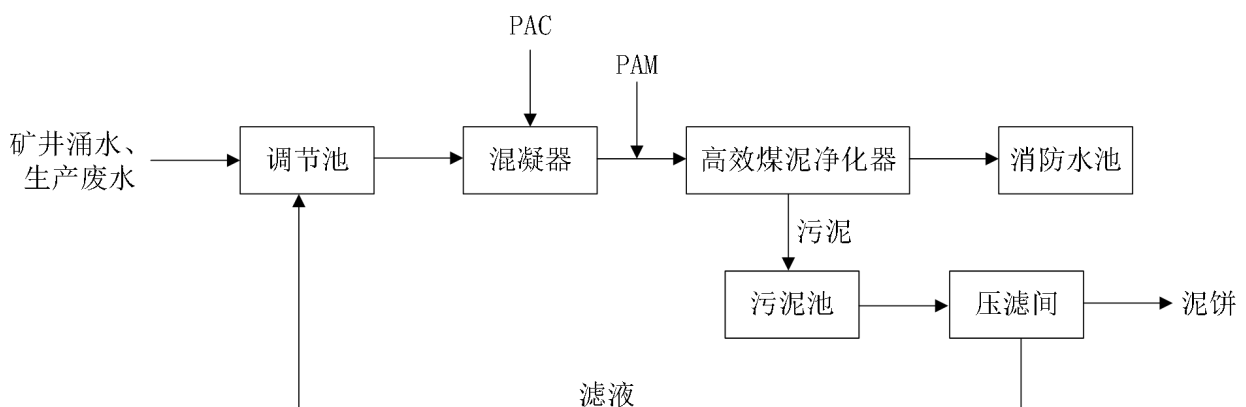 PAC
PAM
矿井涌水、
生产废水
调节池
混凝器
高效煤泥净化器
消防水池
污泥
污泥池
压滤间
泥饼
滤液